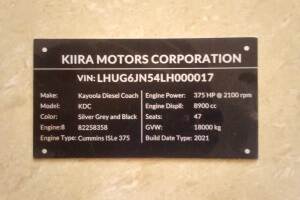 KIIRA MOTORS CORPORATION
VIN: LHUG6JN54LH000017
Make: Kayoola Diesel Coach Engine Power: 375 HP @ 2100 rpm
Model: KDC Engine Displ: 8900 cc
Color: Silver Grey and Black Seats: 47
Engine:# 82258358 GVW: 18000 kg
Engine Type: Cummins ISLe 375 Build Date Type: 2021